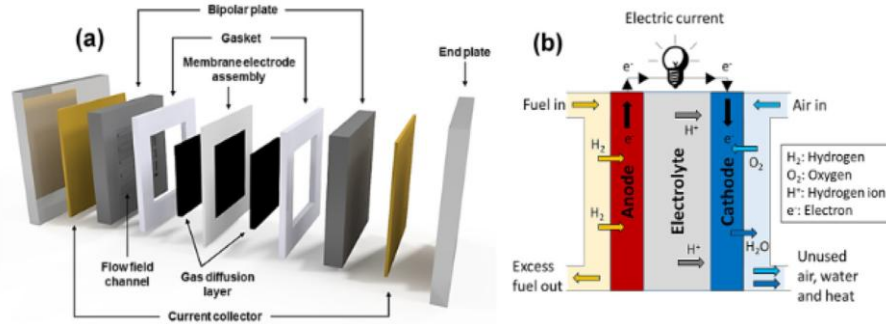 (a)
Bipolar plate
Gasket
Membrane electrode
assembly
End plate
Flow field
channel
Gas diffusion
layer
Current collector
(b)
Electric current
e⁻
e⁻
Fuel in
Air in
H⁺
e⁻
e⁻
H₂
O₂
Anode
Electrolyte
Cathode
H₂
H₂O
H⁺
Excess
fuel out
Unused
air, water
and heat
H₂: Hydrogen
O₂: Oxygen
H⁺: Hydrogen ion
e⁻: Electron